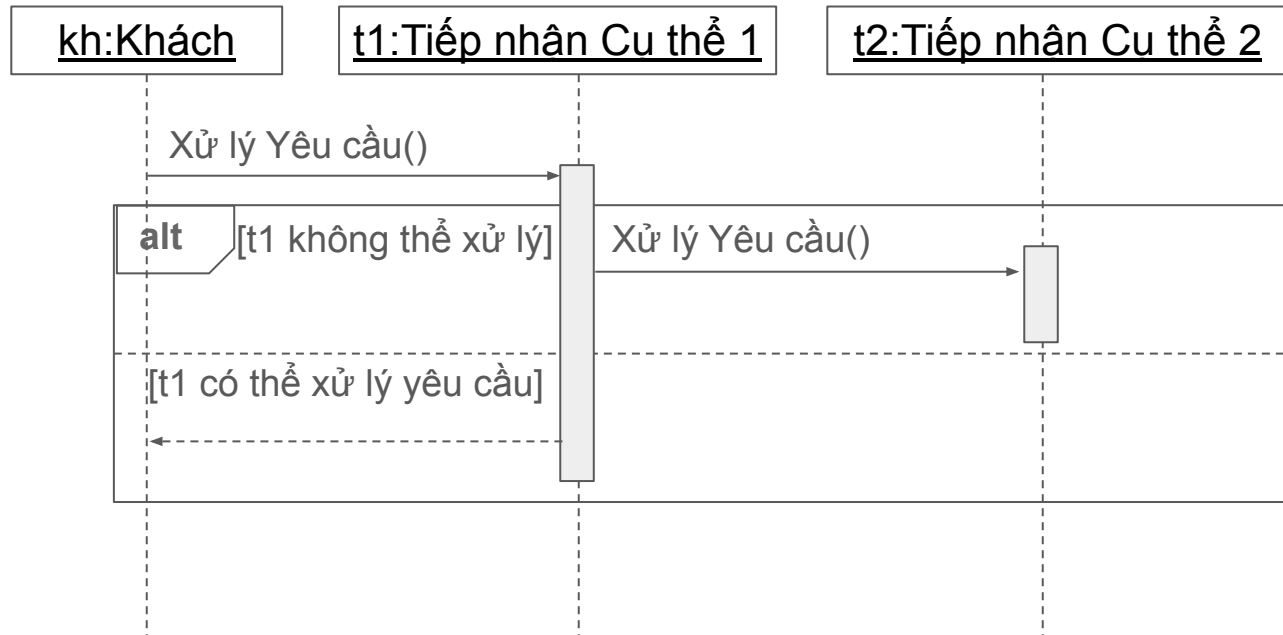 kh:Khách
t1:Tiếp nhận Cụ thể 1
t2:Tiếp nhận Cụ thể 2
Xử lý Yêu cầu()
alt
[t1 không thể xử lý]
Xử lý Yêu cầu()
[t1 có thể xử lý yêu cầu]